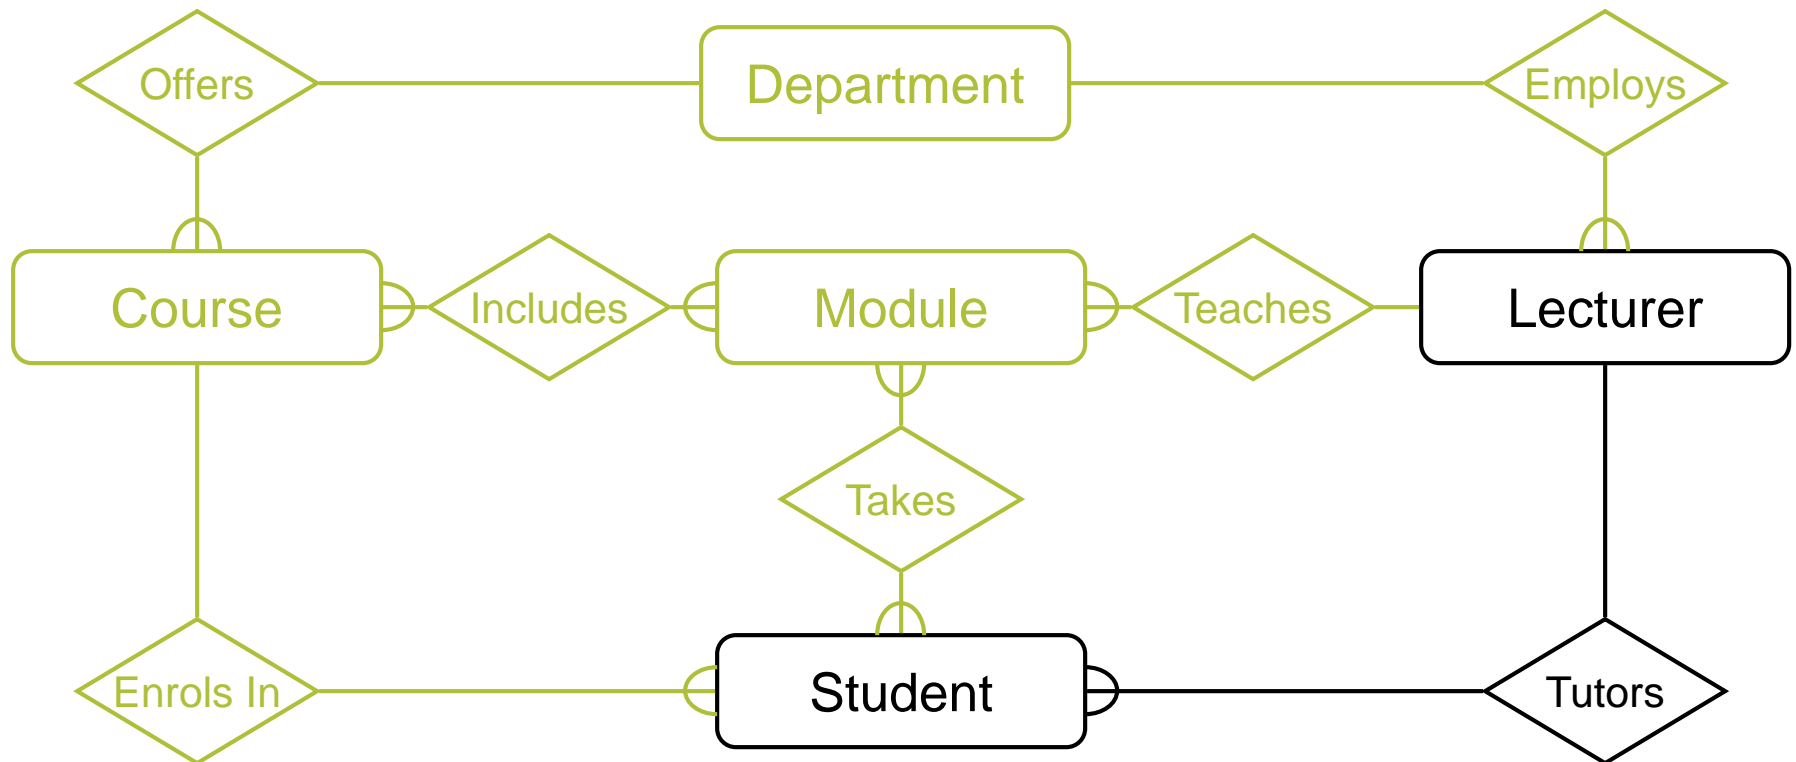 Offers
Department
Employs
Course
Includes
Module
Teaches
Lecturer
Takes
Enrols In
Student
Tutors